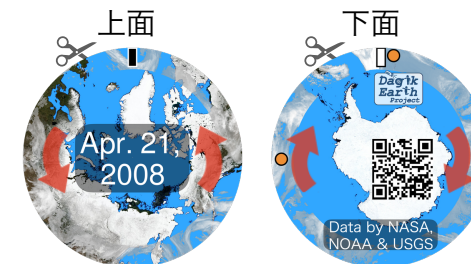 上面
下面
Apr. 21,
2008
Dagik
Earth
Project
Data by NASA,
NOAA & USGS